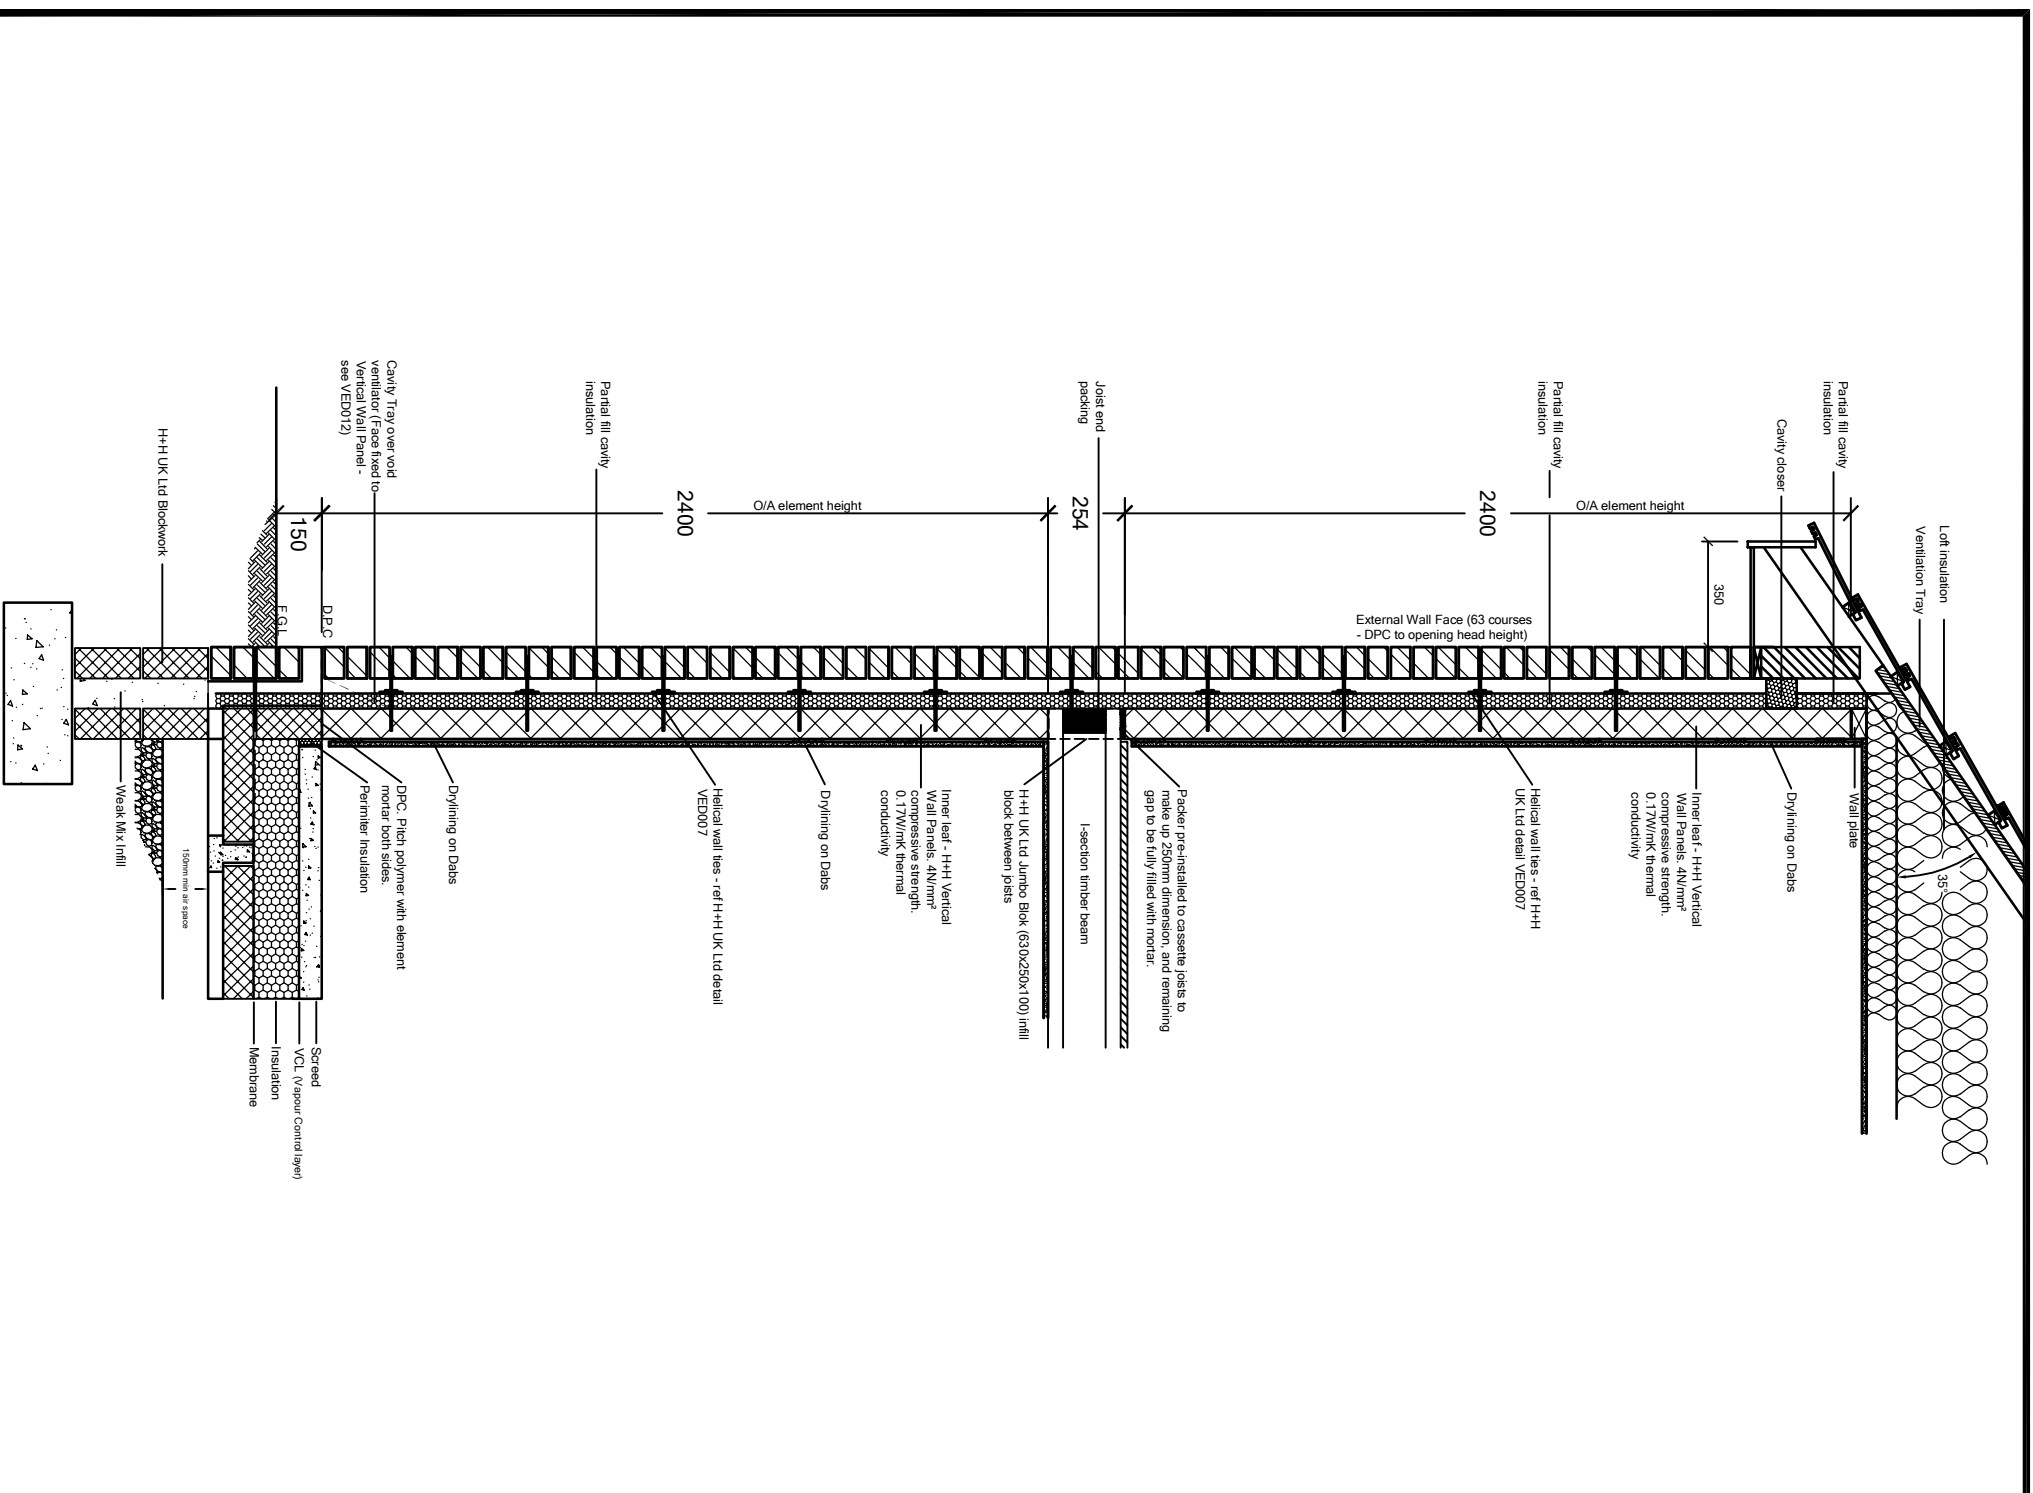 Loft insulation
Ventilation Tray
Partial fill cavity
insulation
Cavity closer
350
35°
Wall plate
Drylining on Dabs
2400
O/A element height
Partial fill cavity
insulation
Inner leaf - H+H Vertical
Wall Panels. 4N/mm²
compressive strength.
0.17W/mK thermal
conductivity
External Wall Face (63 courses
- DPC to opening head height)
Helical wall ties - ref H+H
UK Ltd detail VED007
Packer pre-installed to cassette joists to
make up 250mm dimension, and remaining
gap to be fully filled with mortar.
Joist end
packing
254
I-section timber beam
H+H UK Ltd Jumbo Blok (630x250x100) infill
block between joists
2400
O/A element height
Inner leaf - H+H Vertical
Wall Panels. 4N/mm²
compressive strength.
0.17W/mK thermal
conductivity
Drylining on Dabs
Partial fill cavity
insulation
Helical wall ties - ref H+H UK Ltd detail
VED007
Drylining on Dabs
Cavity Tray over void
ventilator (Face fixed to
Vertical Wall Panel -
see VED012)
DPC. Pitch polymer with element
mortar both sides.
Perimiter Insulation
D.P.C
150
F.G.L
Screed
VCL (Vapour Control layer)
Insulation
Membrane
150mm min air space
H+H UK Ltd Blockwork
Weak Mix Infill